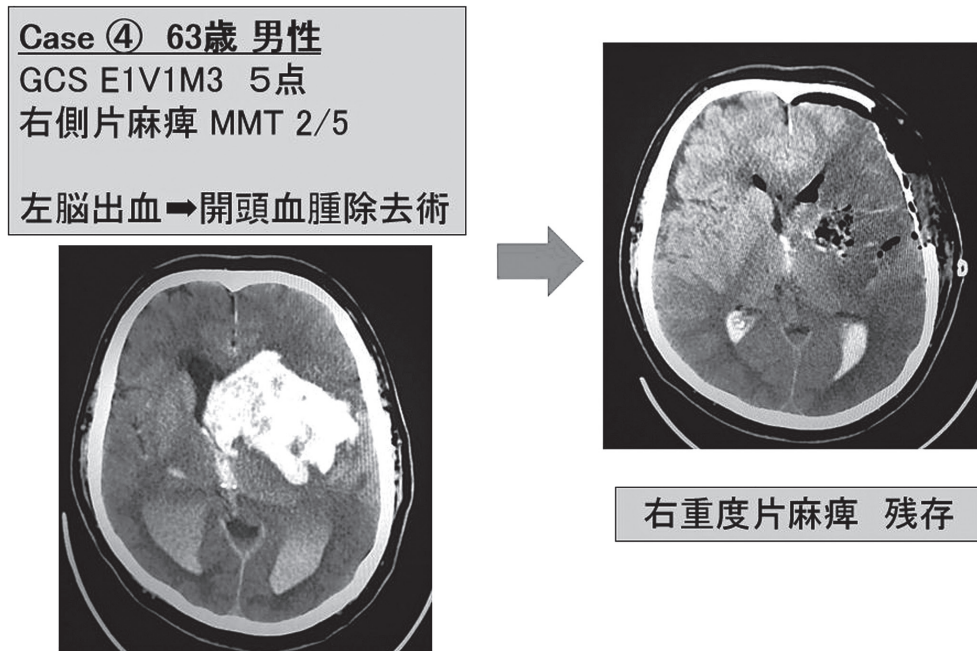 Case ④ 63歳 男性
GCS E1V1M3 5点
右側片麻痺 MMT 2/5
左脳出血➡開頭血腫除去術
右重度片麻痺 残存